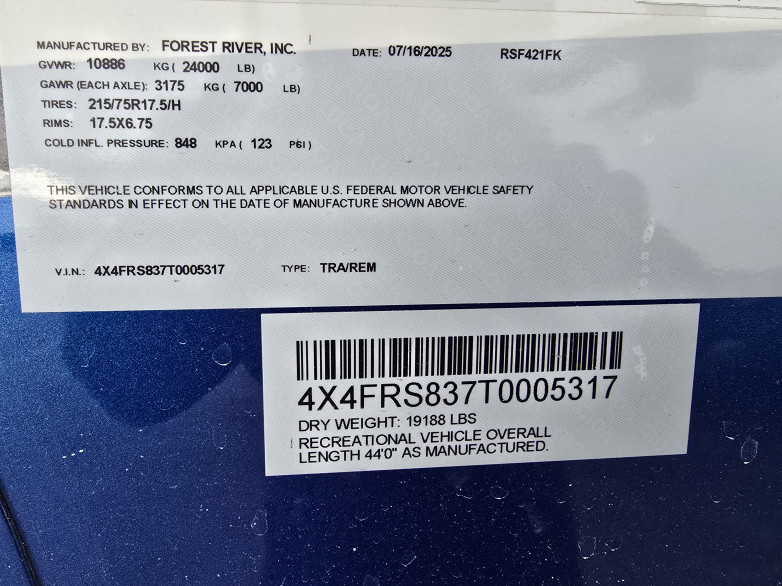 MANUFACTURED BY: FOREST RIVER, INC. DATE: 07/16/2025 RSF421FK
GVWR: 10886 KG ( 24000 LB)
GAWR (EACH AXLE): 3175 KG ( 7000 LB)
TIRES: 215/75R17.5/H
RIMS: 17.5X6.75
COLD INFL. PRESSURE: 848 KPA ( 123 PSI )
THIS VEHICLE CONFORMS TO ALL APPLICABLE U.S. FEDERAL MOTOR VEHICLE SAFETY
STANDARDS IN EFFECT ON THE DATE OF MANUFACTURE SHOWN ABOVE.
V.I.N.: 4X4FRS837T0005317 TYPE: TRA/REM
4X4FRS837T0005317
DRY WEIGHT: 19188 LBS
RECREATIONAL VEHICLE OVERALL
LENGTH 44'0" AS MANUFACTURED.